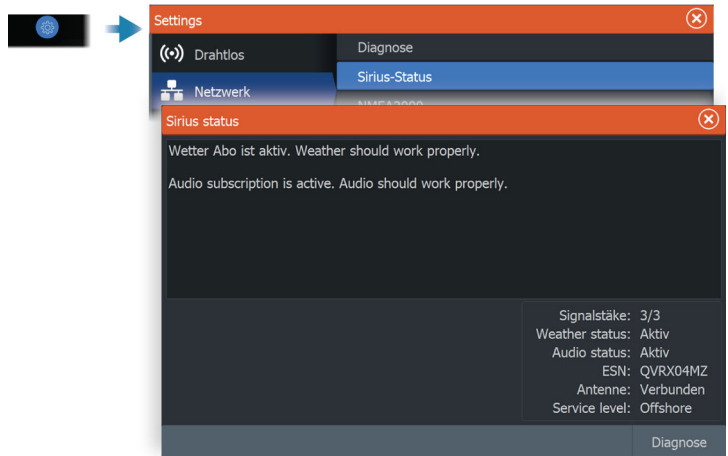 Settings
Drahtlos
Diagnose
Sirius-Status
Netzwerk
NMEA2000
Sirius status
Wetter Abo ist aktiv. Weather should work properly.
Audio subscription is active. Audio should work properly.
Signalstäke: 3/3
Weather status: Aktiv
Audio status: Aktiv
ESN: QVRX04MZ
Antenne: Verbunden
Service level: Offshore
Diagnose